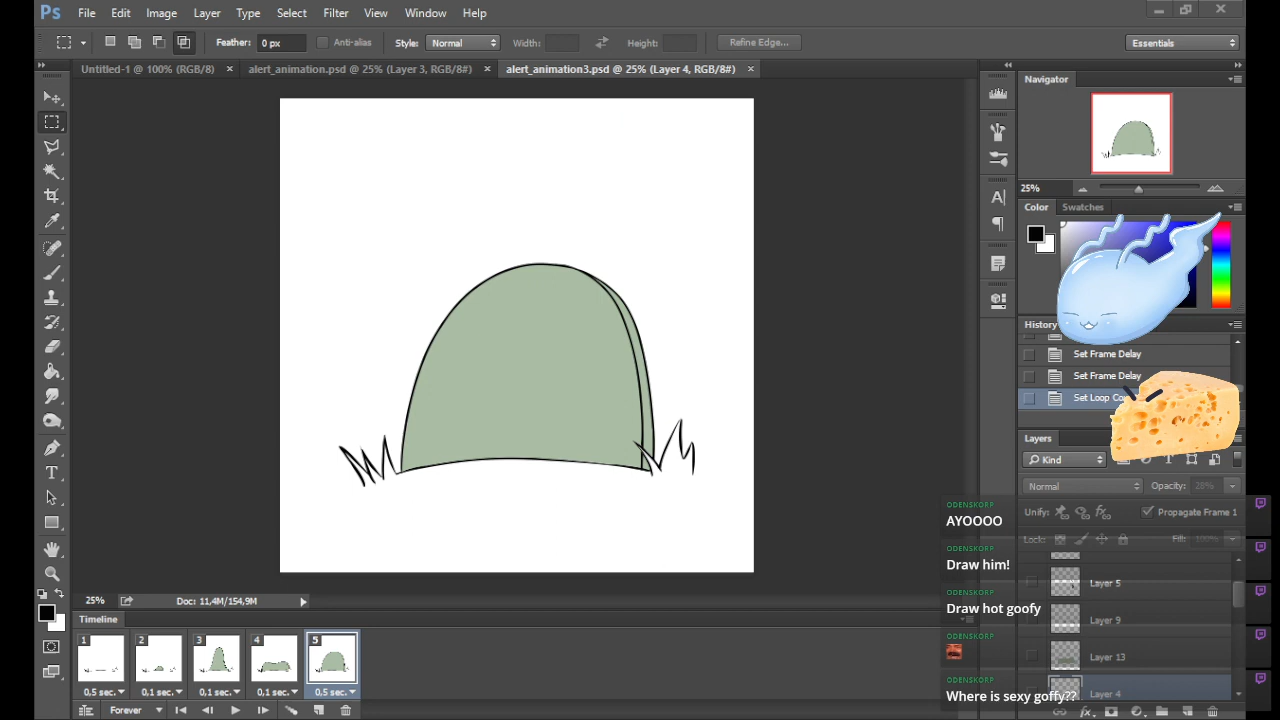 Ps File Edit Image Layer Type Select Filter View Window Help
Feather: 0 px Anti-alias Style: Normal Width: Height: Refine Edge... Essentials
Untitled-1 @ 100% (RGB/8) × alert_animation.psd @ 25% (Layer 3, RGB/8#) × alert_animation3.psd @ 25% (Layer 4, RGB/8#) ×
Navigator
25%
Color Swatches
History
Set Frame Delay
Set Frame Delay
Set Loop
Layers
Kind
Normal Opacity: 28%
Unify: Propagate Frame 1
Lock: Fill: 100%
Layer 5
Layer 9
Layer 13
Layer 4
ODENSKORP
AYOOOO
ODENSKORP
Draw him!
ODENSKORP
Draw hot goofy
ODENSKORP
ODENSKORP
Where is sexy goffy??
25% Doc: 11,4M/154,9M
Timeline
1 2 3 4 5
0,5 sec. 0,1 sec. 0,1 sec. 0,1 sec. 0,5 sec.
Forever